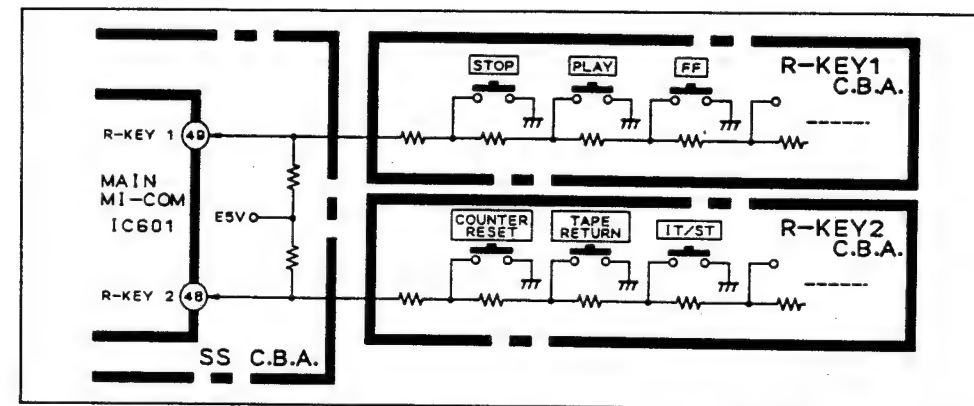 STOP
PLAY
FF
R-KEY1
C.B.A.
R-KEY 1
49
MAIN
MI-COM
IC601
E5V
COUNTER
RESET
TAPE
RETURN
IT/ST
R-KEY2
C.B.A.
R-KEY 2
48
SS C.B.A.